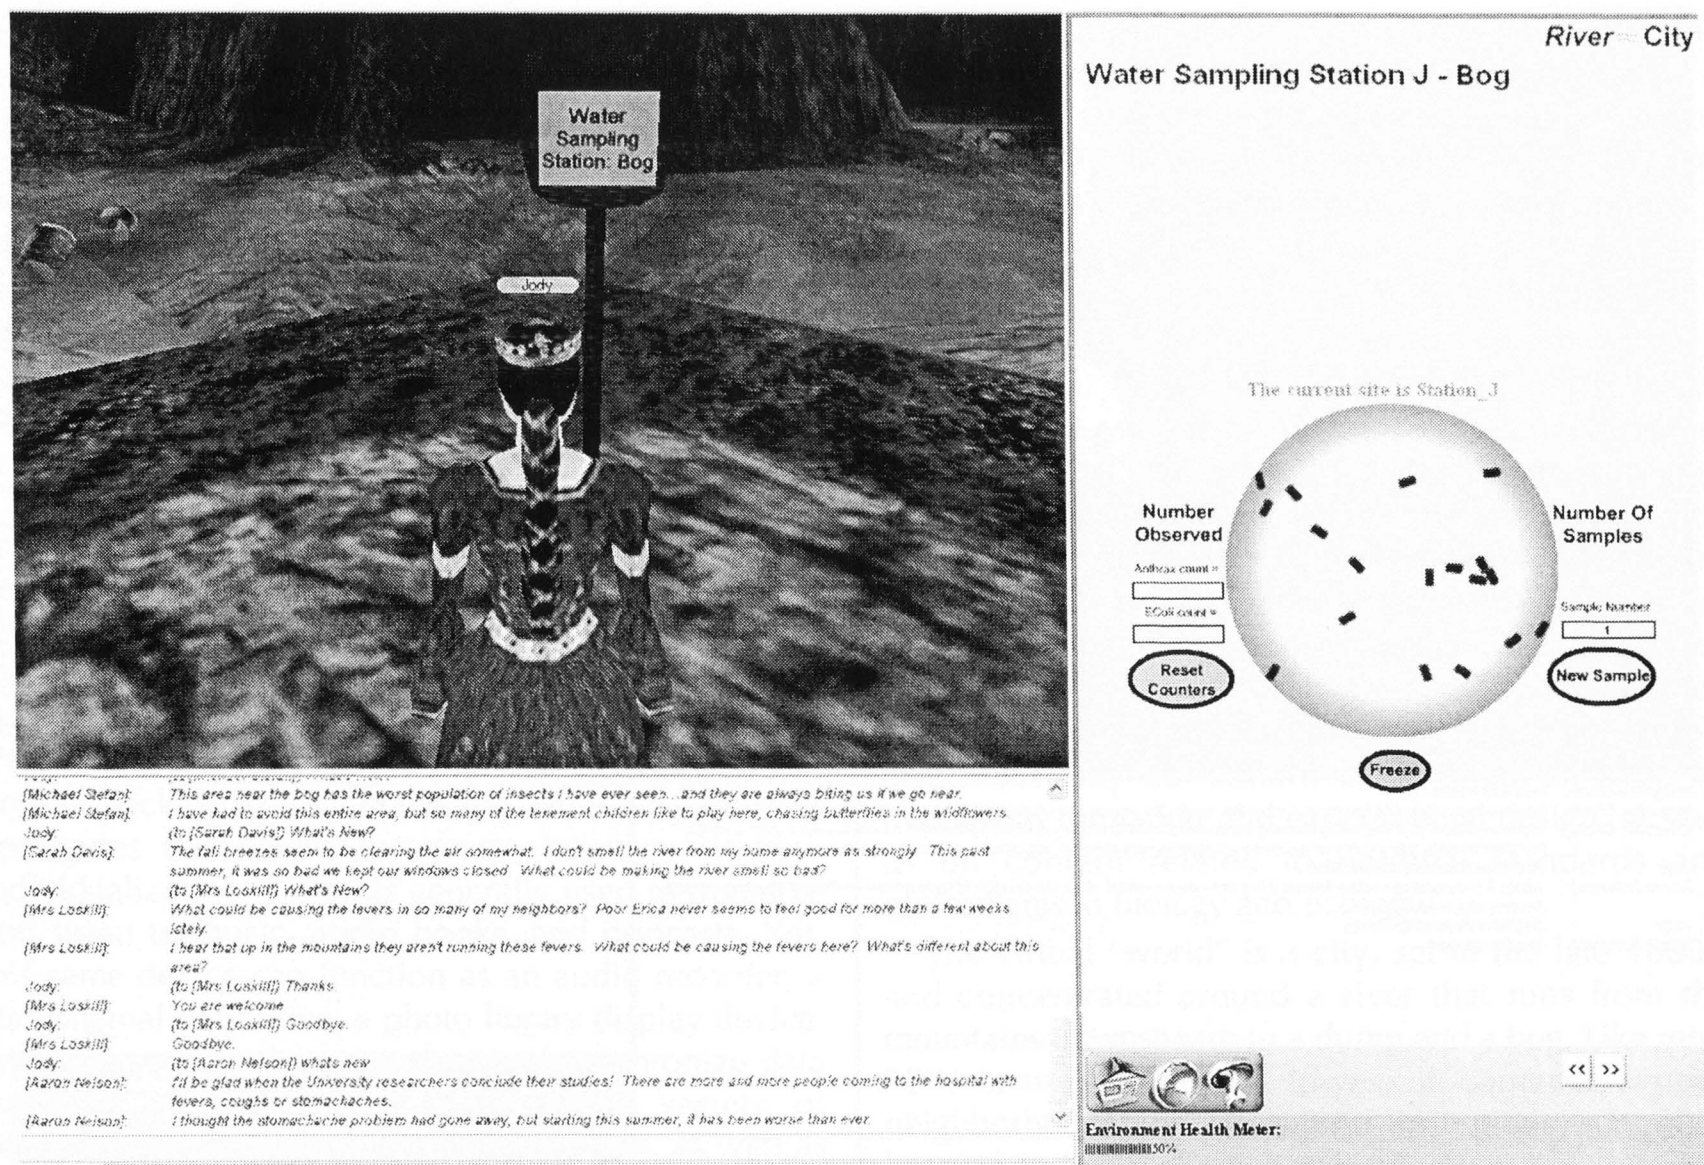 Water
Sampling
Station: Bog
Jody
[Michael Stefan]: This area near the bog has the worst population of insects I have ever seen...and they are always biting us if we go near.
[Michael Stefan]: I have had to avoid this entire area, but so many of the tenement children like to play here, chasing butterflies in the wildflowers.
Jody: (to [Sarah Davis]) What's New?
[Sarah Davis]: The fall breezes seem to be clearing the air somewhat. I don't smell the river from my home anymore as strongly. This past
summer, it was so bad we kept our windows closed. What could be making the river smell so bad?
Jody: (to [Mrs Loskill]) What's New?
[Mrs Loskill]: What could be causing the fevers in so many of my neighbors? Poor Erica never seems to feel good for more than a few weeks
lately.
[Mrs Loskill]: I hear that up in the mountains they aren't running these fevers. What could be causing the fevers here? What's different about this
area?
Jody: (to [Mrs Loskill]) Thanks.
[Mrs Loskill]: You are welcome
Jody: (to [Mrs Loskill]) Goodbye.
[Mrs Loskill]: Goodbye.
Jody: (to [Aaron Nelson]) whats new
[Aaron Nelson]: I'll be glad when the University researchers conclude their studies! There are more and more people coming to the hospital with
fevers, coughs or stomachaches.
[Aaron Nelson]: I thought the stomachache problem had gone away, but starting this summer, it has been worse than ever.
River City
Water Sampling Station J - Bog
The current site is Station_J
Number
Observed
Anthrax count =
EColi count =
Reset
Counters
Number Of
Samples
Sample Number
1
New Sample
Freeze
<< >>
Environment Health Meter:
50%